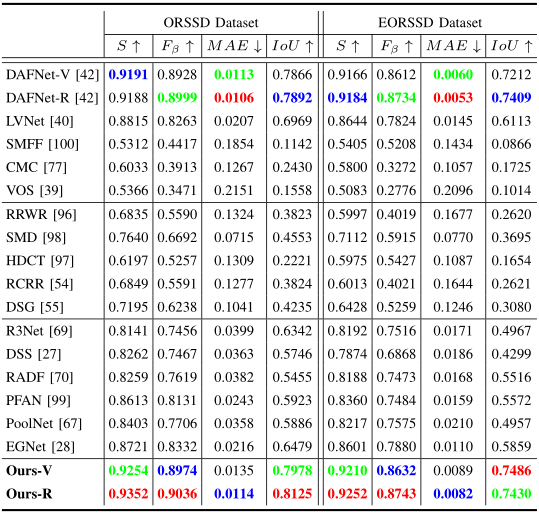 ORSSD Dataset EORSSD Dataset
S ↑ Fβ ↑ MAE ↓ IoU ↑ S ↑ Fβ ↑ MAE ↓ IoU ↑
DAFNet-V [42] 0.9191 0.8928 0.0113 0.7866 0.9166 0.8612 0.0060 0.7212
DAFNet-R [42] 0.9188 0.8999 0.0106 0.7892 0.9184 0.8734 0.0053 0.7409
LVNet [40] 0.8815 0.8263 0.0207 0.6969 0.8644 0.7824 0.0145 0.6113
SMFF [100] 0.5312 0.4417 0.1854 0.1142 0.5405 0.5208 0.1434 0.0866
CMC [77] 0.6033 0.3913 0.1267 0.2430 0.5800 0.3272 0.1057 0.1725
VOS [39] 0.5366 0.3471 0.2151 0.1558 0.5083 0.2776 0.2096 0.1014
RRWR [96] 0.6835 0.5590 0.1324 0.3823 0.5997 0.4019 0.1677 0.2620
SMD [98] 0.7640 0.6692 0.0715 0.4553 0.7112 0.5915 0.0770 0.3695
HDCT [97] 0.6197 0.5257 0.1309 0.2221 0.5975 0.5427 0.1087 0.1654
RCRR [54] 0.6849 0.5591 0.1277 0.3824 0.6013 0.4021 0.1644 0.2621
DSG [55] 0.7195 0.6238 0.1041 0.4235 0.6428 0.5259 0.1246 0.3080
R3Net [69] 0.8141 0.7456 0.0399 0.6342 0.8192 0.7516 0.0171 0.4967
DSS [27] 0.8262 0.7467 0.0363 0.5746 0.7874 0.6868 0.0186 0.4299
RADF [70] 0.8259 0.7619 0.0382 0.5455 0.8188 0.7473 0.0168 0.5516
PFAN [99] 0.8613 0.8131 0.0243 0.5923 0.8360 0.7484 0.0159 0.5572
PoolNet [67] 0.8403 0.7706 0.0358 0.5886 0.8217 0.7575 0.0210 0.4957
EGNet [28] 0.8721 0.8332 0.0216 0.6479 0.8601 0.7880 0.0110 0.5859
Ours-V 0.9254 0.8974 0.0135 0.7978 0.9210 0.8632 0.0089 0.7486
Ours-R 0.9352 0.9036 0.0114 0.8125 0.9252 0.8743 0.0082 0.7430